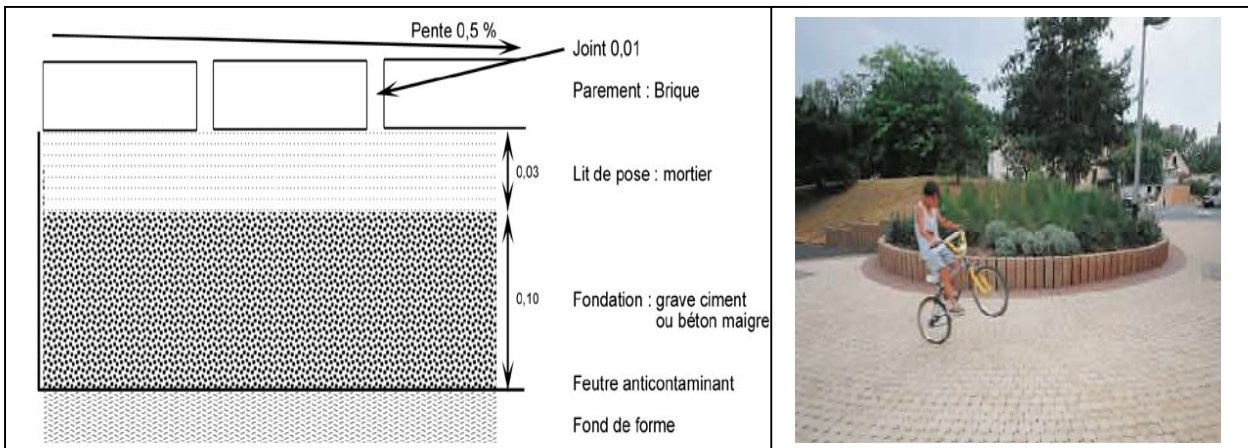 Pente 0,5 %
Joint 0,01
Parement : Brique
0,03
Lit de pose : mortier
0,10
Fondation : grave ciment
ou béton maigre
Feutre anticontaminant
Fond de forme